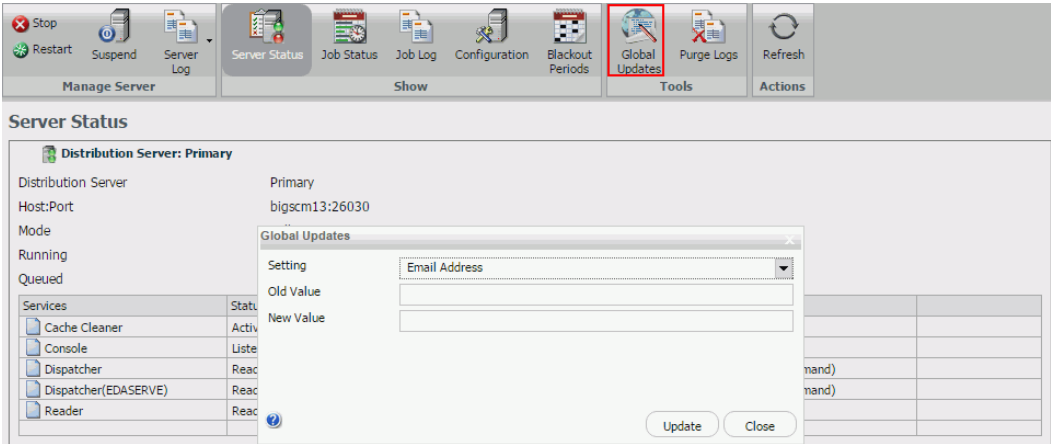 Stop
Restart
Suspend
Server Log
Server Status
Job Status
Job Log
Configuration
Blackout Periods
Global Updates
Purge Logs
Refresh
Manage Server
Show
Tools
Actions
Server Status
Distribution Server: Primary
Distribution Server Primary
Host:Port bigscm13:26030
Mode
Running
Queued
Global Updates
Setting Email Address
Old Value
New Value
Update Close
Services
Cache Cleaner
Console
Dispatcher
Dispatcher(EDASERVE)
Reader